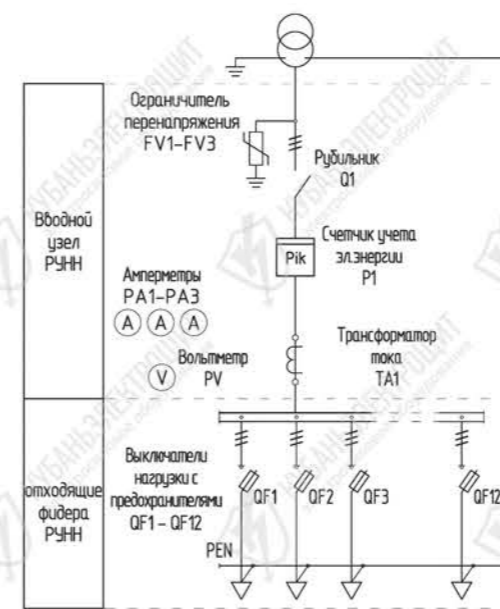 Ограничитель
перенапряжения
FV1-FV3
Рубильник
Q1
Вводной
узел
РУНН
Счетчик учета
эл.энергии
P1
Pik
Амперметры
PA1-PA3
A A A
Трансформатор
тока
TA1
Вольтметр
PV
V
отходящие
фидера
РУНН
Выключатели
нагрузки с
предохранителями
QF1 - QF12
QF1 QF2 QF3 QF12
PEN
КУБАНЬЭЛЕКТРОЩИТ